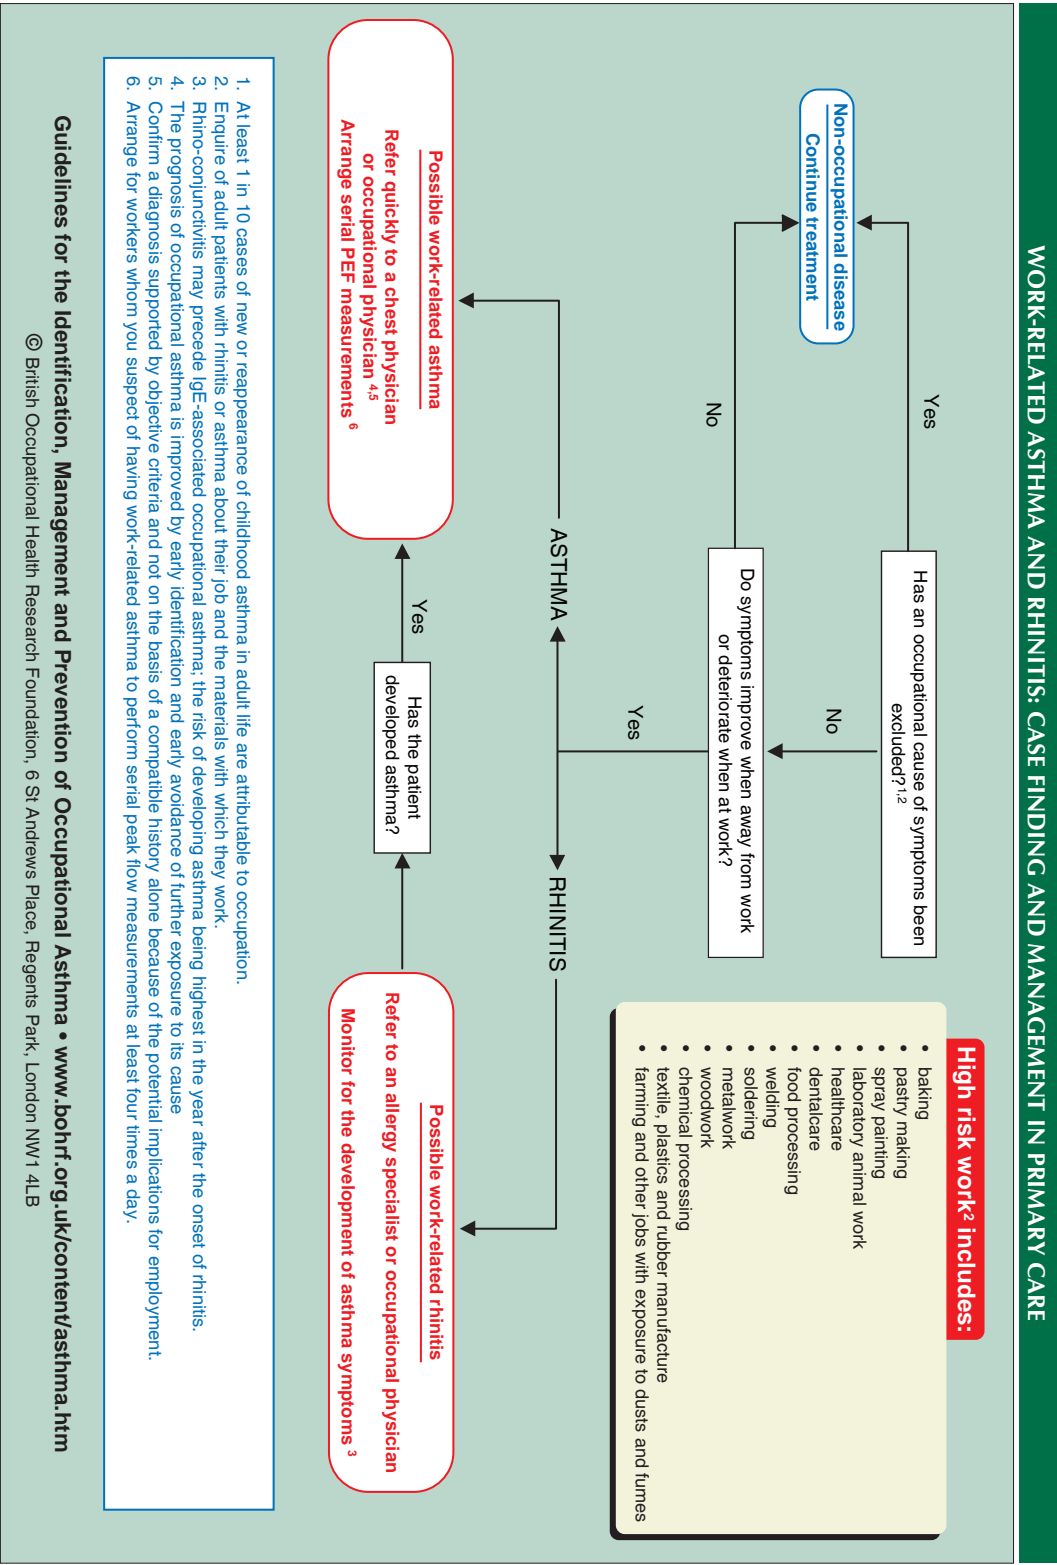 WORK-RELATED ASTHMA AND RHINITIS: CASE FINDING AND MANAGEMENT IN PRIMARY CARE
Has an occupational cause of symptoms been
excluded?1,2
Yes
No
Non-occupational disease
Continue treatment
Do symptoms improve when away from work
or deteriorate when at work?
No
Yes
High risk work2 includes:
• baking
• pastry making
• spray painting
• laboratory animal work
• healthcare
• dentalcare
• food processing
• welding
• soldering
• metalwork
• woodwork
• chemical processing
• textile, plastics and rubber manufacture
• farming and other jobs with exposure to dusts and fumes
ASTHMA
RHINITIS
Possible work-related asthma
Refer quickly to a chest physician
or occupational physician 4,5
Arrange serial PEF measurements 6
Yes
Has the patient
developed asthma?
Possible work-related rhinitis
Refer to an allergy specialist or occupational physician
Monitor for the development of asthma symptoms 3
1. At least 1 in 10 cases of new or reappearance of childhood asthma in adult life are attributable to occupation.
2. Enquire of adult patients with rhinitis or asthma about their job and the materials with which they work.
3. Rhino-conjunctivitis may precede IgE-associated occupational asthma; the risk of developing asthma being highest in the year after the onset of rhinitis.
4. The prognosis of occupational asthma is improved by early identification and early avoidance of further exposure to its cause
5. Confirm a diagnosis supported by objective criteria and not on the basis of a compatible history alone because of the potential implications for employment.
6. Arrange for workers whom you suspect of having work-related asthma to perform serial peak flow measurements at least four times a day.
Guidelines for the Identification, Management and Prevention of Occupational Asthma • www.bohrf.org.uk/content/asthma.htm
© British Occupational Health Research Foundation, 6 St Andrews Place, Regents Park, London NW1 4LB